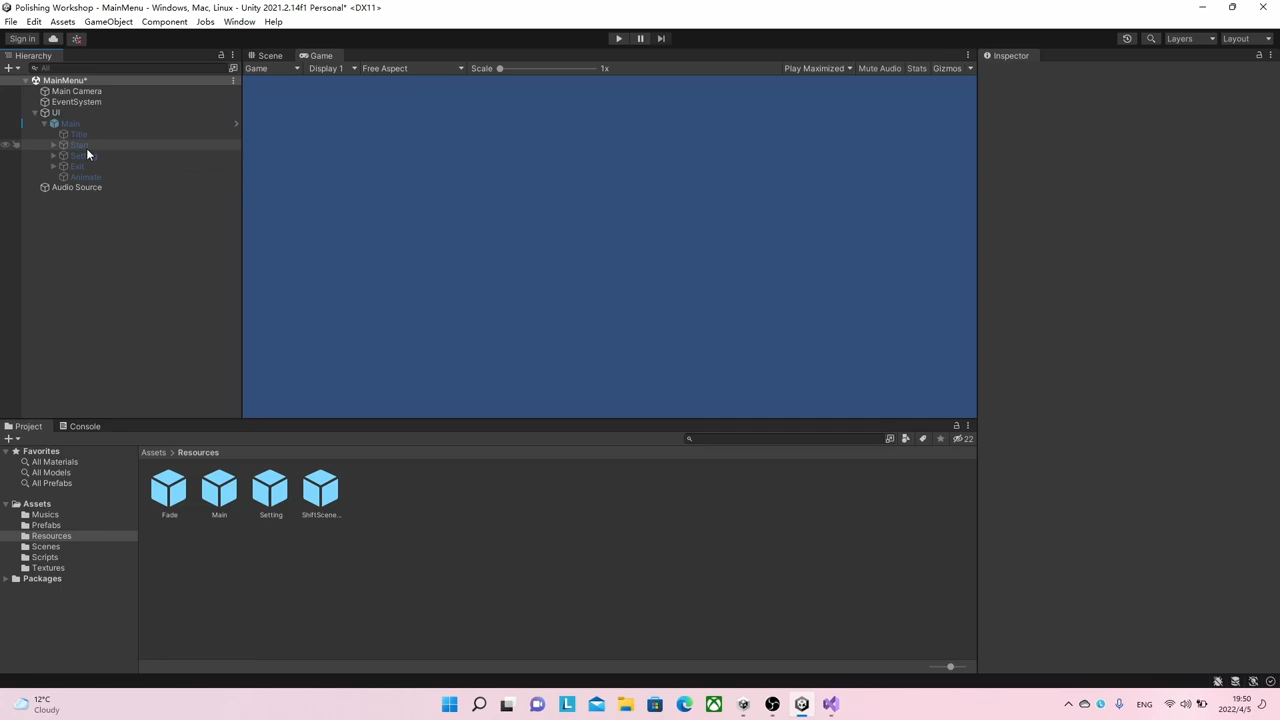 Polishing Workshop - MainMenu - Windows, Mac, Linux - Unity 2021.2.14f1 Personal* <DX11>
File Edit Assets GameObject Component Jobs Window Help
Sign in Layers Layout
Hierarchy Scene Game Inspector
All Game Display 1 Free Aspect Scale 1x Play Maximized Mute Audio Stats Gizmos
MainMenu*
Main Camera
EventSystem
UI
Main
Title
Start
Exit
Animate
Audio Source
Project Console
22
Favorites
All Materials
All Models
All Prefabs
Assets > Resources
Fade Main Setting ShiftScene...
Assets
Musics
Prefabs
Resources
Scenes
Scripts
Textures
Packages
12°C
Cloudy
ENG
19:50
2022/4/5